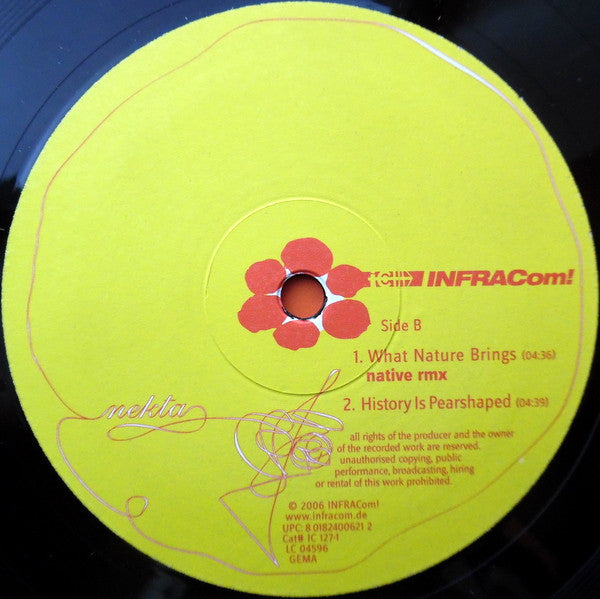 INFRACom!
Side B
1. What Nature Brings (04:36)
native rmx
2. History Is Pearshaped (04:39)
nekta
all rights of the producer and the owner
of the recorded work are reserved.
unauthorised copying, public
performance, broadcasting, hiring
or rental of this work prohibited.
© 2006 INFRACom!
www.infracom.de
UPC: 8 0182400621 2
Cat# IC 127-1
LC 04596
GEMA